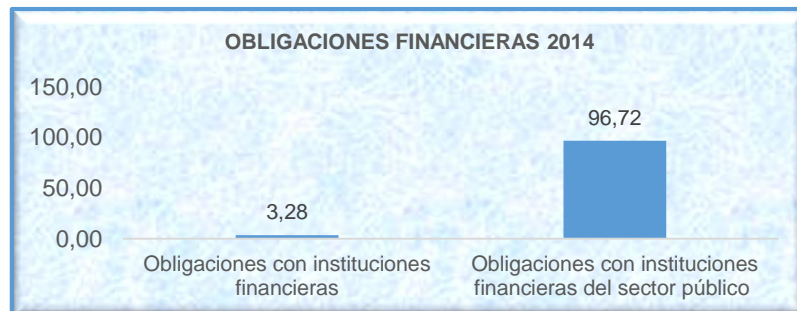 OBLIGACIONES FINANCIERAS 2014
150,00
100,00
50,00
0,00
3,28
96,72
Obligaciones con instituciones
financieras
Obligaciones con instituciones
financieras del sector público